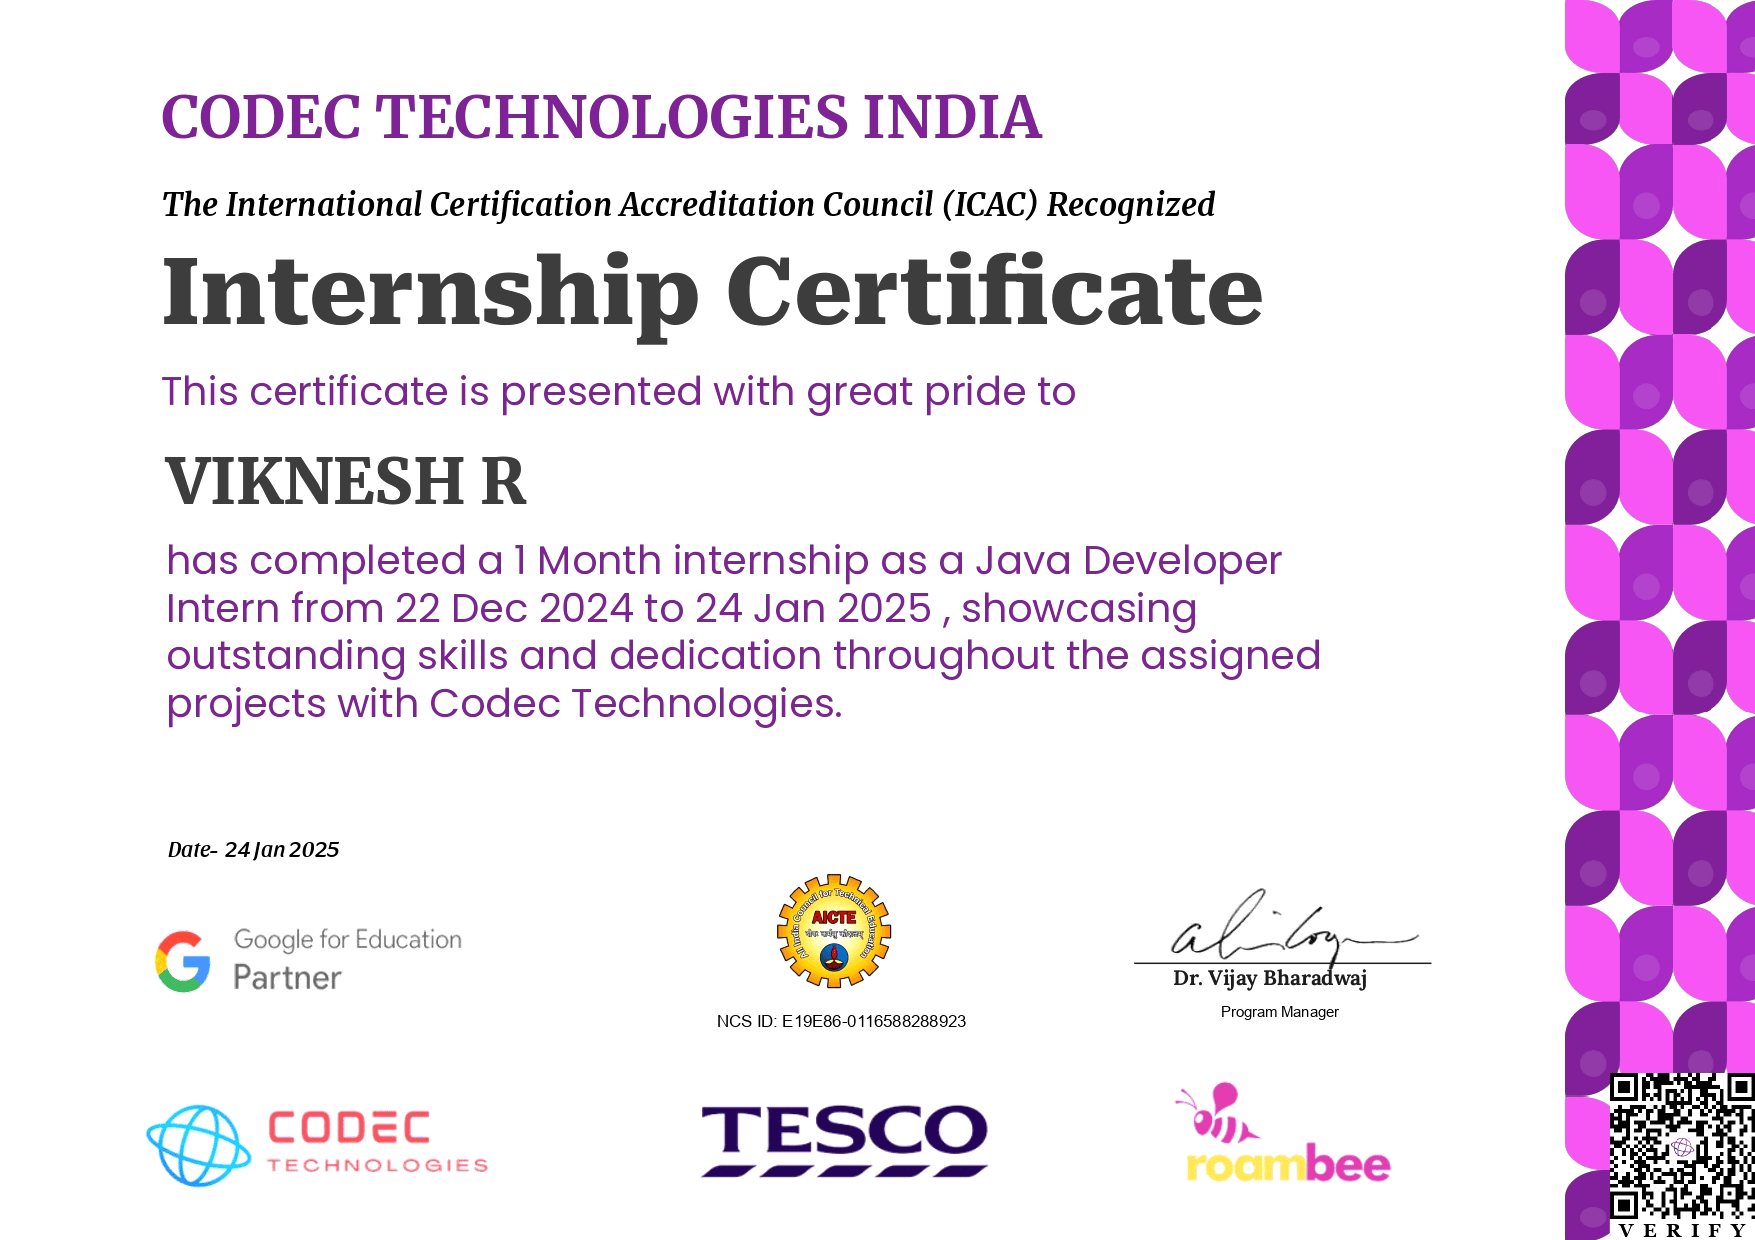 CODEC TECHNOLOGIES INDIA
The International Certification Accreditation Council (ICAC) Recognized
Internship Certificate
This certificate is presented with great pride to
VIKNESH R
has completed a 1 Month internship as a Java Developer
Intern from 22 Dec 2024 to 24 Jan 2025 , showcasing
outstanding skills and dedication throughout the assigned
projects with Codec Technologies.
Date- 24 Jan 2025
Google for Education
Partner
All India Council for Technical Education
AICTE
NCS ID: E19E86-0116588288923
Dr. Vijay Bharadwaj
Program Manager
CODEC
TECHNOLOGIES
TESCO
roambee
VERIFY